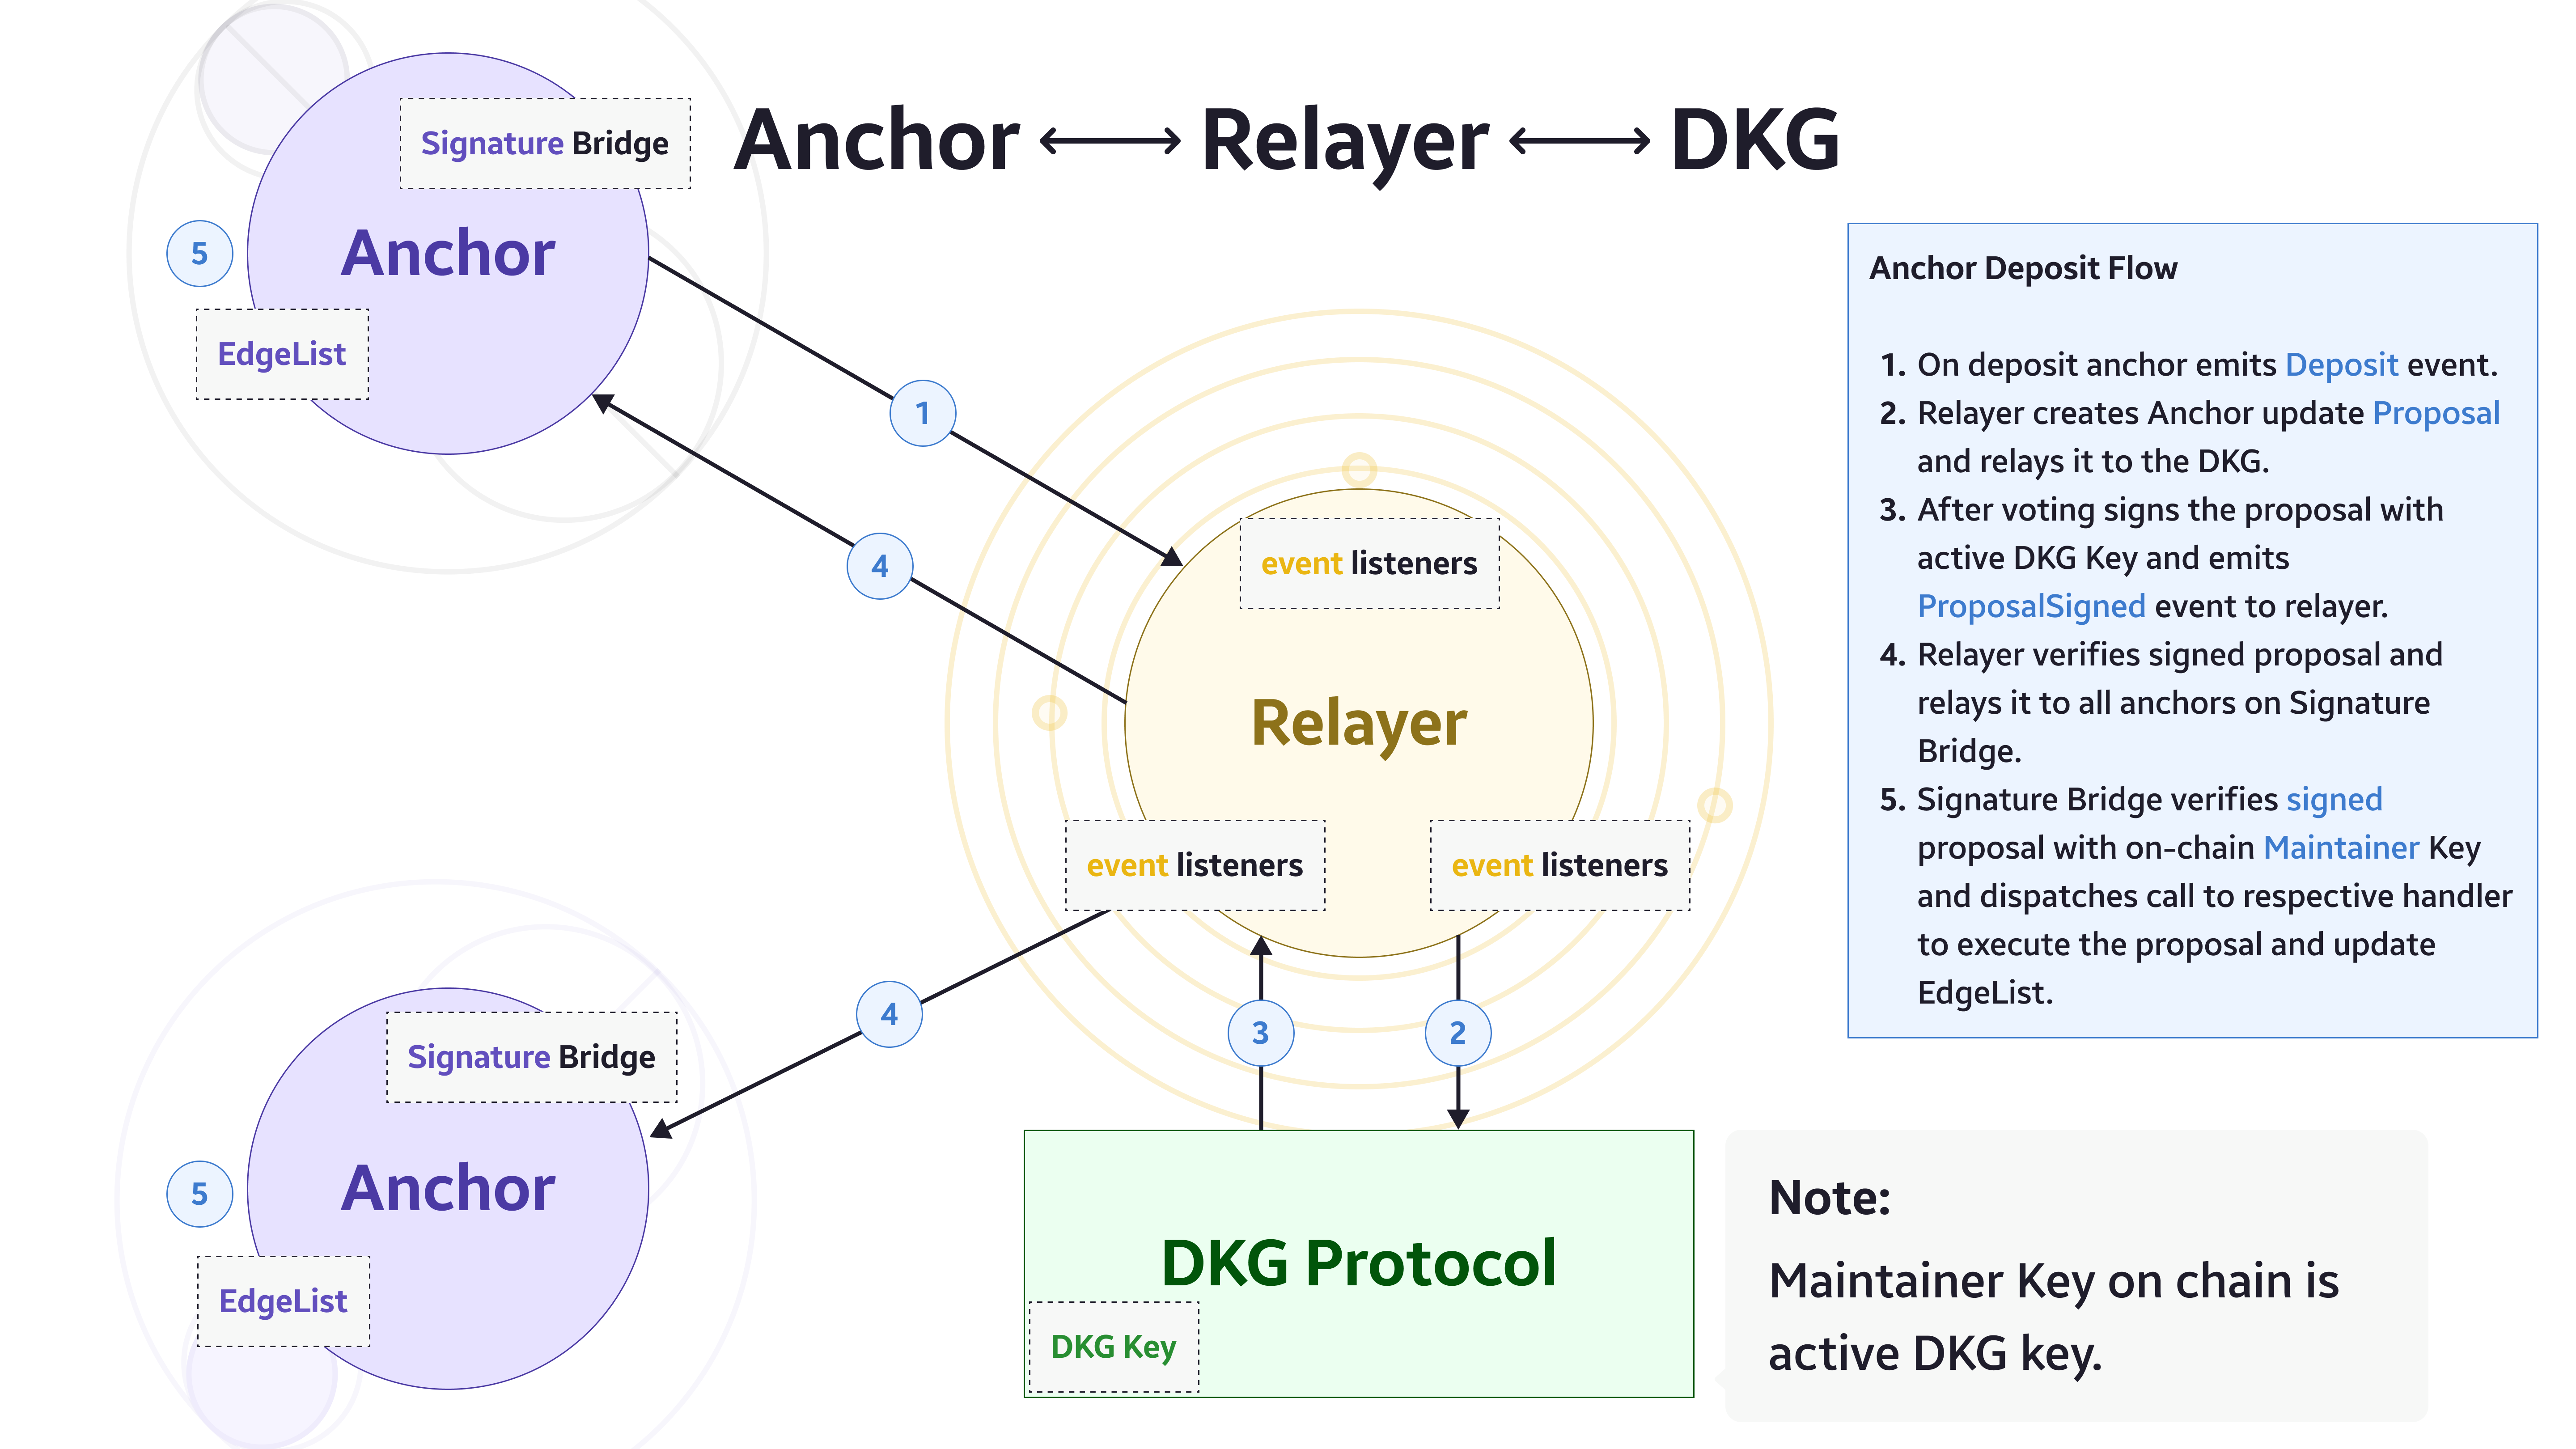 Anchor ⟷ Relayer ⟷ DKG
Signature Bridge
Anchor
5
EdgeList
1
4
event listeners
Relayer
event listeners
event listeners
4
3
2
Signature Bridge
Anchor
5
EdgeList
DKG Protocol
DKG Key
Anchor Deposit Flow
1. On deposit anchor emits Deposit event.
2. Relayer creates Anchor update Proposal
and relays it to the DKG.
3. After voting signs the proposal with
active DKG Key and emits
ProposalSigned event to relayer.
4. Relayer verifies signed proposal and
relays it to all anchors on Signature
Bridge.
5. Signature Bridge verifies signed
proposal with on-chain Maintainer Key
and dispatches call to respective handler
to execute the proposal and update
EdgeList.
Note:
Maintainer Key on chain is
active DKG key.